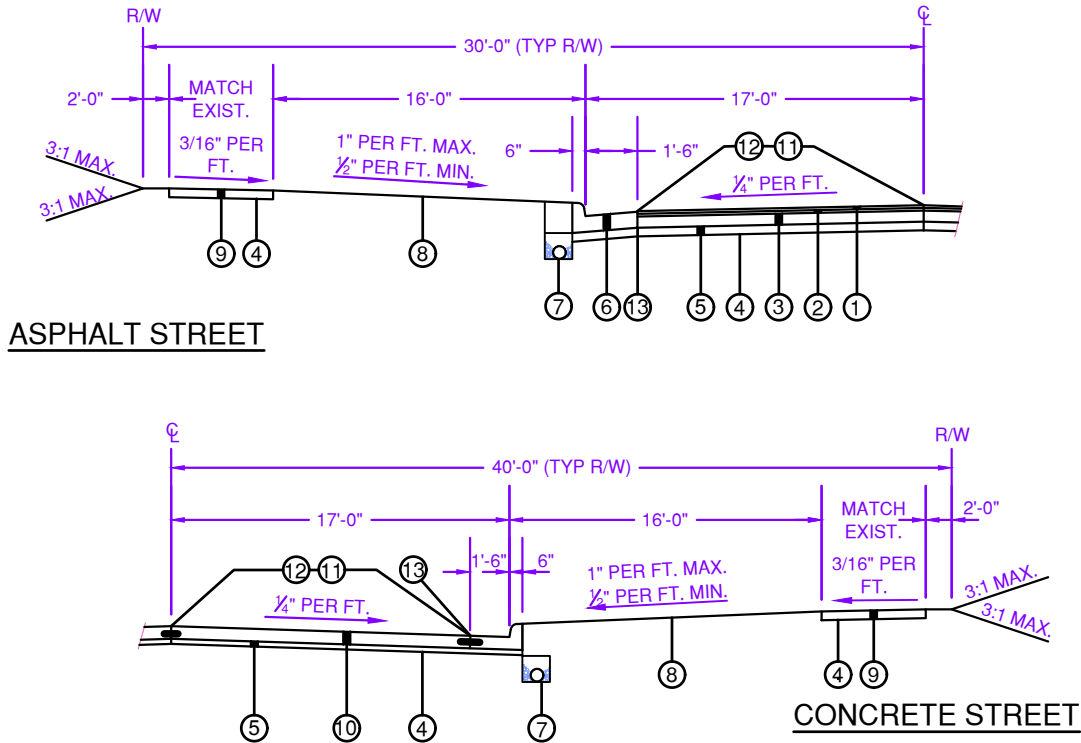 R/W
℄
30'-0" (TYP R/W)
2'-0"
MATCH
EXIST.
16'-0"
17'-0"
3:1 MAX.
3:1 MAX.
3/16" PER
FT.
1" PER FT. MAX.
½" PER FT. MIN.
6"
1'-6"
12
11
¼" PER FT.
9
4
8
7
6
13
5
4
3
2
1
ASPHALT STREET
℄
R/W
40'-0" (TYP R/W)
17'-0"
16'-0"
MATCH
EXIST.
2'-0"
12
11
13
1'-6"
6"
¼" PER FT.
1" PER FT. MAX.
½" PER FT. MIN.
3/16" PER
FT.
3:1 MAX.
3:1 MAX.
5
10
4
7
8
4
9
CONCRETE STREET